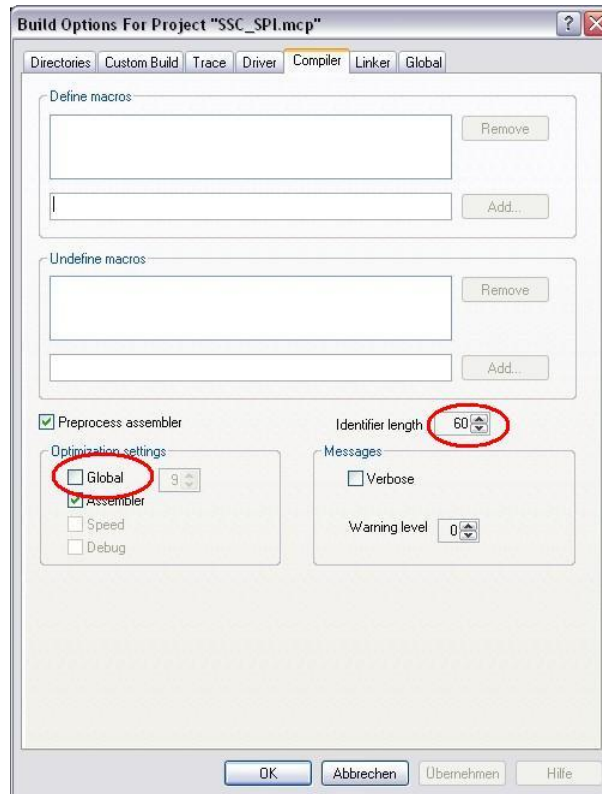 Build Options For Project "SSC_SPI.mcp"
Directories Custom Build Trace Driver Compiler Linker Global
Define macros
Remove
Add...
Undefine macros
Remove
Add...
Preprocess assembler Identifier length 60
Optimization settings Messages
Global 9 Verbose
Assembler
Speed Warning level 0
Debug
OK Abbrechen Übernehmen Hilfe